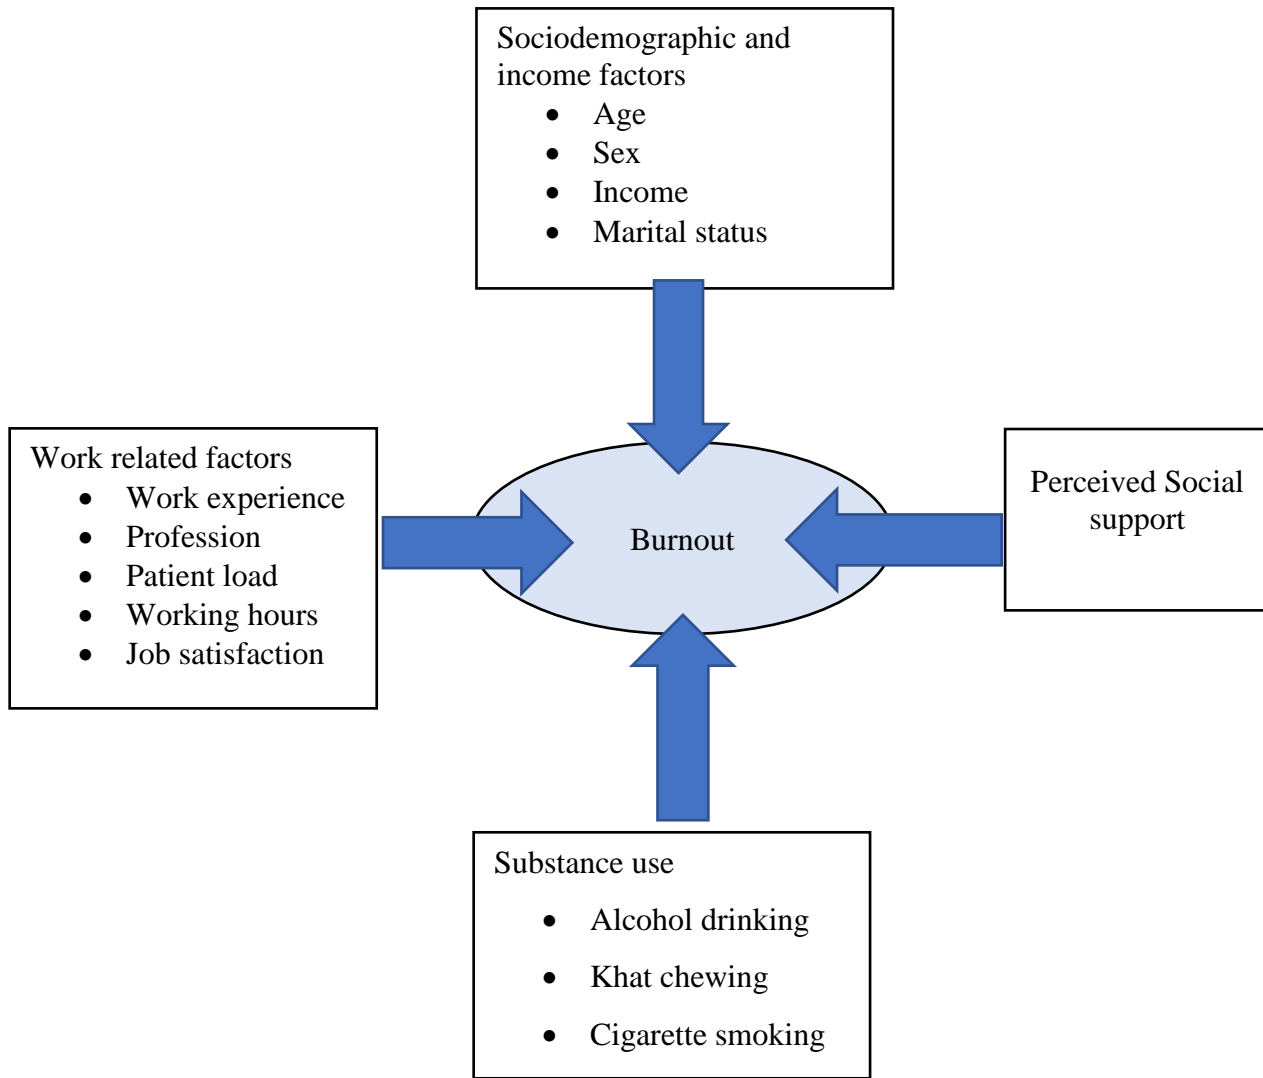 Sociodemographic and
income factors
• Age
• Sex
• Income
• Marital status
Work related factors
• Work experience
• Profession
• Patient load
• Working hours
• Job satisfaction
Burnout
Perceived Social
support
Substance use
• Alcohol drinking
• Khat chewing
• Cigarette smoking